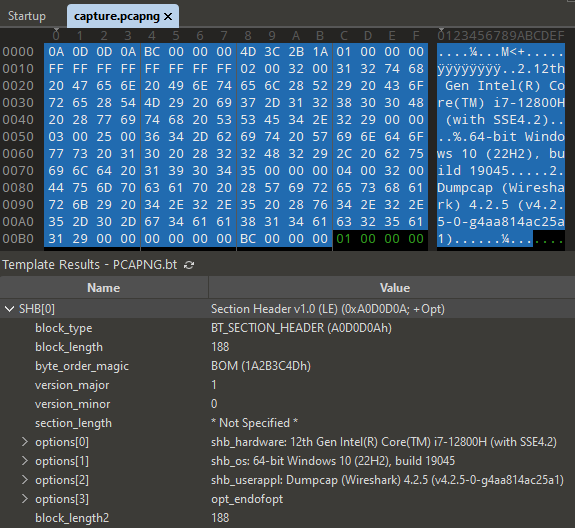 Startup capture.pcapng ×
0 1 2 3 4 5 6 7 8 9 A B C D E F 0123456789ABCDEF
0000 0A 0D 0D 0A BC 00 00 00 4D 3C 2B 1A 01 00 00 00 ....¼...M<+.....
0010 FF FF FF FF FF FF FF FF 02 00 32 00 31 32 74 68 ÿÿÿÿÿÿÿÿ..2.12th
0020 20 47 65 6E 20 49 6E 74 65 6C 28 52 29 20 43 6F Gen Intel(R) Co
0030 72 65 28 54 4D 29 20 69 37 2D 31 32 38 30 30 48 re(TM) i7-12800H
0040 20 28 77 69 74 68 20 53 53 45 34 2E 32 29 00 00 (with SSE4.2)..
0050 03 00 25 00 36 34 2D 62 69 74 20 57 69 6E 64 6F ..%.64-bit Windo
0060 77 73 20 31 30 20 28 32 32 48 32 29 2C 20 62 75 ws 10 (22H2), bu
0070 69 6C 64 20 31 39 30 34 35 00 00 00 04 00 32 00 ild 19045.....2.
0080 44 75 6D 70 63 61 70 20 28 57 69 72 65 73 68 61 Dumpcap (Wiresha
0090 72 6B 29 20 34 2E 32 2E 35 20 28 76 34 2E 32 2E rk) 4.2.5 (v4.2.
00A0 35 2D 30 2D 67 34 61 61 38 31 34 61 63 32 35 61 5-0-g4aa814ac25a
00B0 31 29 00 00 00 00 00 00 BC 00 00 00 01 00 00 00 1)......¼.......
Template Results - PCAPNG.bt
Name Value
SHB[0] Section Header v1.0 (LE) (0xA0D0D0A; +Opt)
block_type BT_SECTION_HEADER (A0D0D0Ah)
block_length 188
byte_order_magic BOM (1A2B3C4Dh)
version_major 1
version_minor 0
section_length * Not Specified *
options[0] shb_hardware: 12th Gen Intel(R) Core(TM) i7-12800H (with SSE4.2)
options[1] shb_os: 64-bit Windows 10 (22H2), build 19045
options[2] shb_userappl: Dumpcap (Wireshark) 4.2.5 (v4.2.5-0-g4aa814ac25a1)
options[3] opt_endofopt
block_length2 188